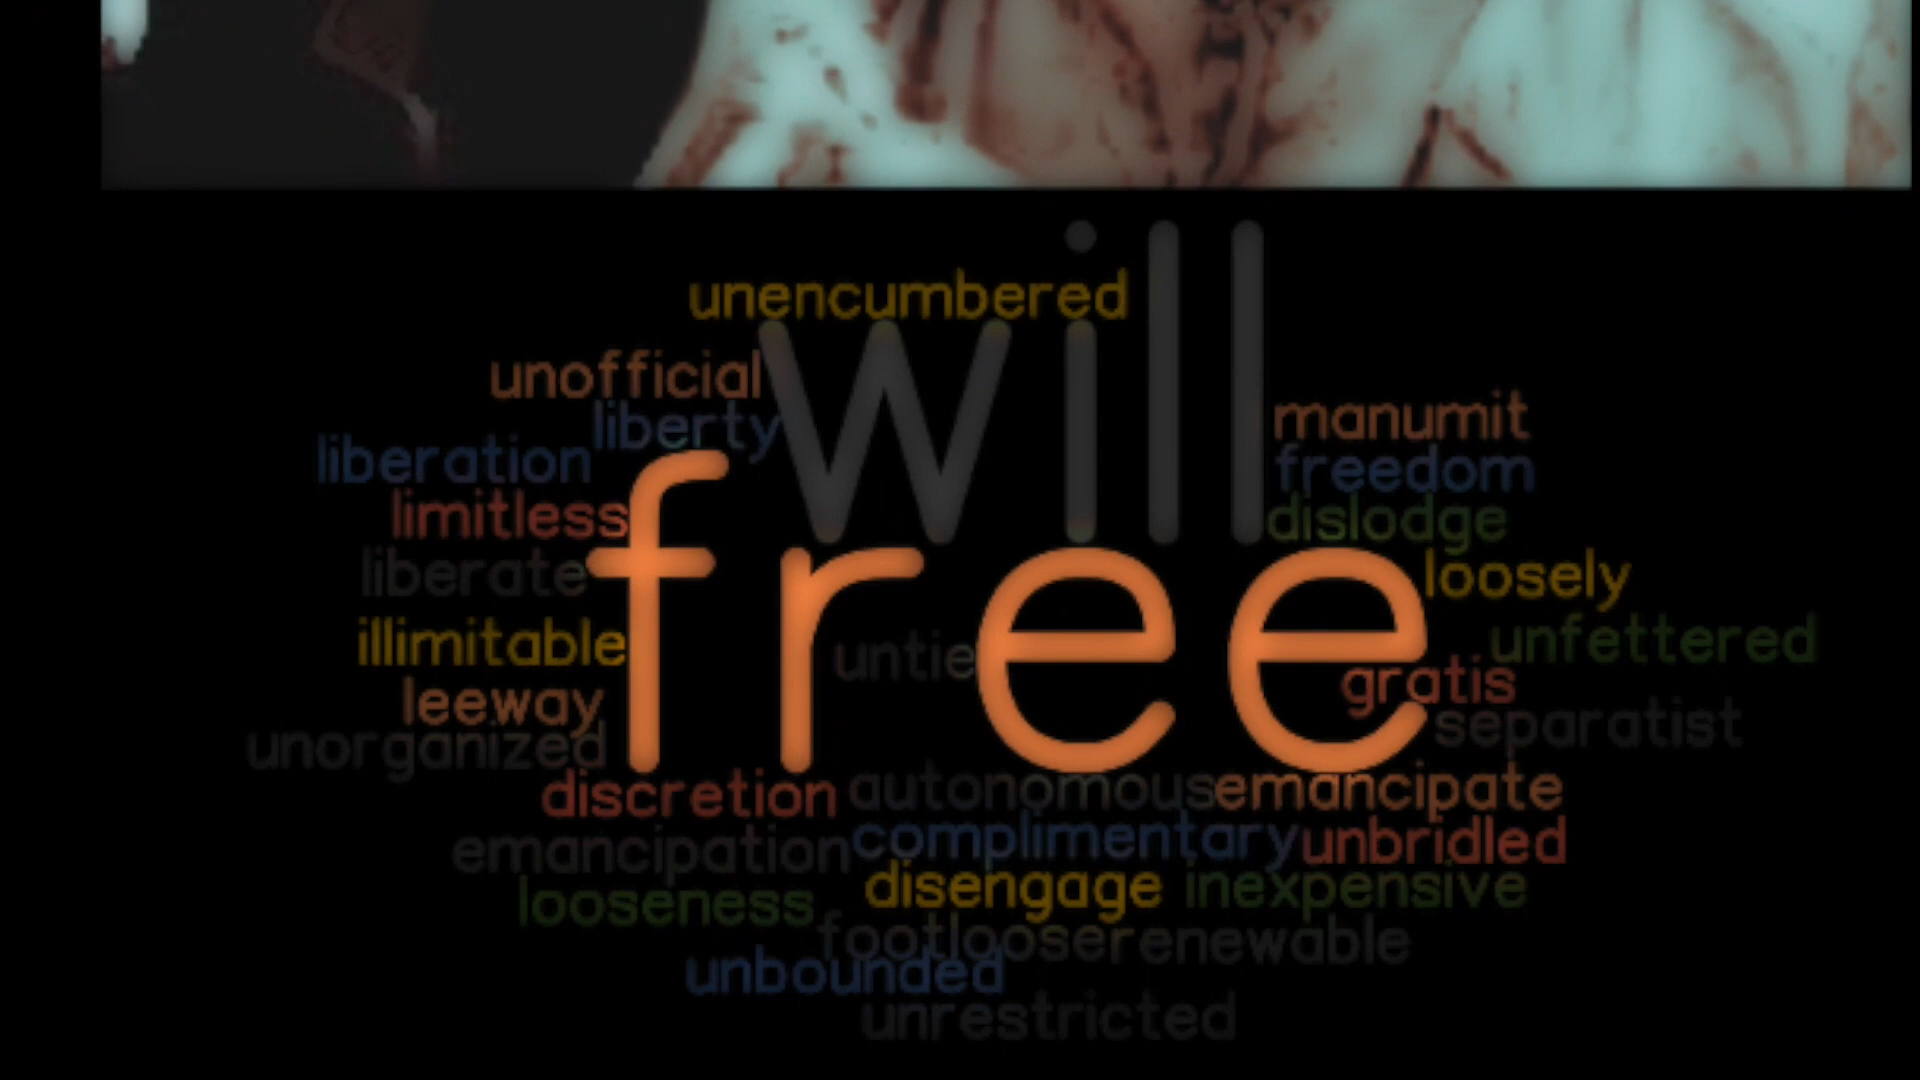 will
unencumbered
unofficial
liberty
manumit
liberation
freedom
limitless
dislodge
free
liberate
loosely
illimitable
untie
unfettered
leeway
gratis
unorganized
separatist
discretion
autonomous
emancipate
emancipation
complimentary
unbridled
looseness
disengage
inexpensive
footloose
renewable
unbounded
unrestricted